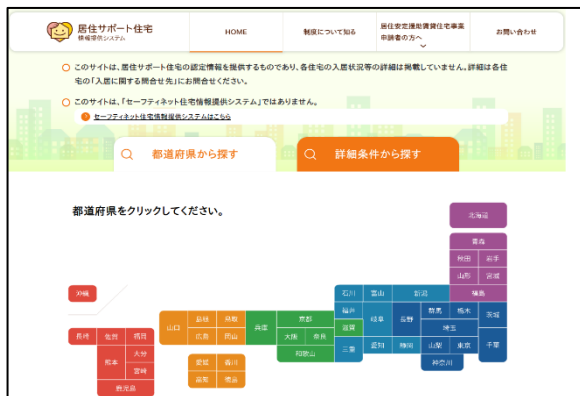 居住サポート住宅
情報提供システム
HOME
制度について知る
居住安定援助賃貸住宅事業
申請者の方へ
お問い合わせ
このサイトは、居住サポート住宅の認定情報を提供するものであり、各住宅の入居状況等の詳細は掲載していません。詳細は各住
宅の「入居に関する問合せ先」にお問合せください。
このサイトは、「セーフティネット住宅情報提供システム」ではありません。
セーフティネット住宅情報提供システムはこちら
都道府県から探す
詳細条件から探す
都道府県をクリックしてください。
北海道
青森
秋田 岩手
山形 宮城
福島
沖縄
石川 富山 新潟
福井 岐阜 長野 群馬 栃木 茨城
埼玉
滋賀
三重 愛知 静岡 山梨 東京 千葉
神奈川
山口 島根 鳥取 兵庫 京都
広島 岡山 大阪 奈良
和歌山
長崎 佐賀 福岡
熊本 大分
宮崎
鹿児島
愛媛 香川
高知 徳島